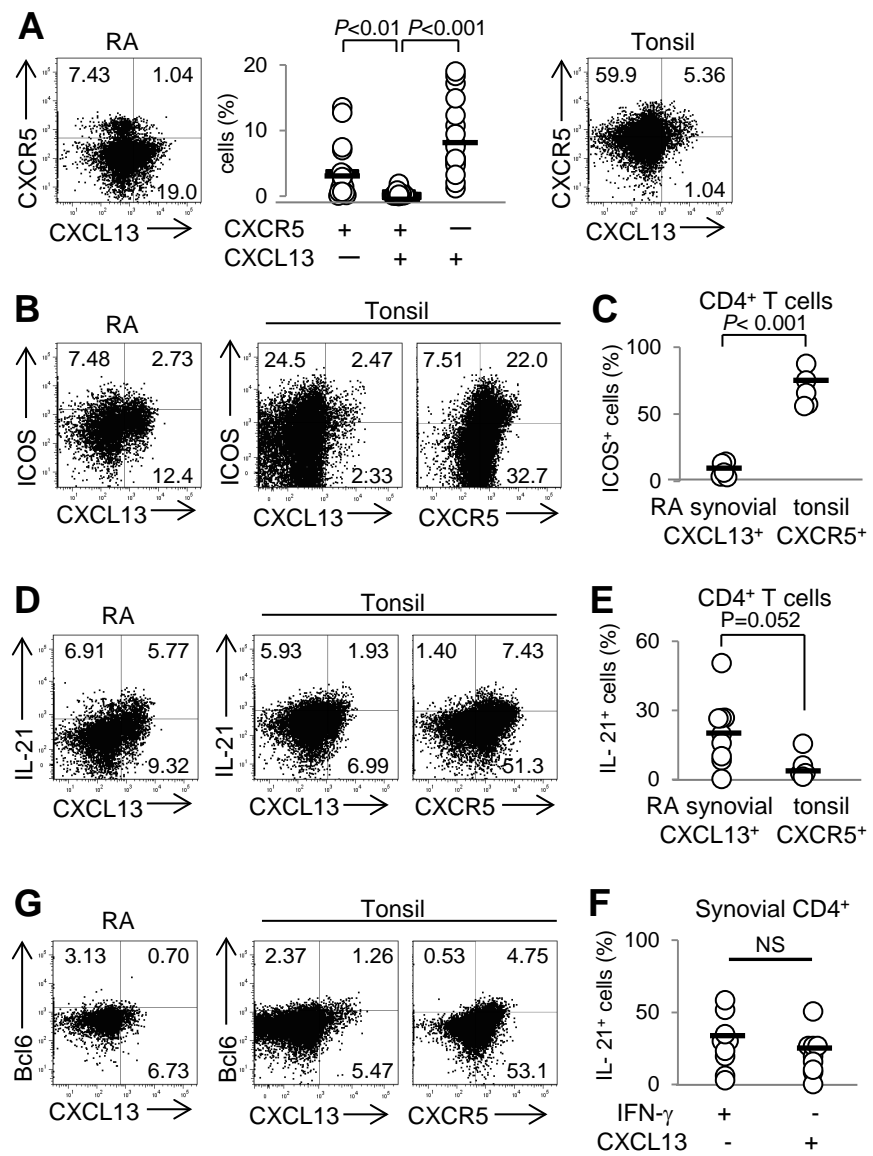 A
RA
7.43 1.04
19.0
CXCR5
CXCL13
P<0.01 P<0.001
20
10
0
cells (%)
CXCR5 + + —
CXCL13 — + +
Tonsil
59.9 5.36
1.04
CXCR5
CXCL13
B
RA
7.48 2.73
12.4
ICOS
CXCL13
Tonsil
24.5 2.47
2.33
ICOS
CXCL13
7.51 22.0
32.7
CXCR5
C
CD4+ T cells
P< 0.001
100
50
0
ICOS+ cells (%)
RA synovial tonsil
CXCL13+ CXCR5+
D
RA
6.91 5.77
9.32
IL-21
CXCL13
Tonsil
5.93 1.93
6.99
IL-21
CXCL13
1.40 7.43
51.3
CXCR5
E
CD4+ T cells
P=0.052
60
30
0
IL- 21+ cells (%)
RA synovial tonsil
CXCL13+ CXCR5+
G
RA
3.13 0.70
6.73
Bcl6
CXCL13
Tonsil
2.37 1.26
5.47
Bcl6
CXCL13
0.53 4.75
53.1
CXCR5
F
Synovial CD4+
NS
100
50
0
IL- 21+ cells (%)
IFN-γ + -
CXCL13 - +